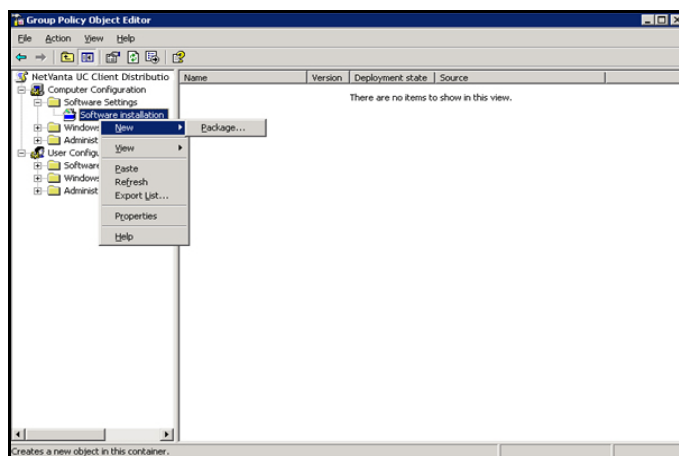 Group Policy Object Editor
File Action View Help
NetVanta UC Client Distributio
Name Version Deployment state Source
Computer Configuration
There are no items to show in this view.
Software Settings
Software installation
Windows
New
Package...
Administ
View
User Configu
Software
Paste
Windows
Refresh
Administ
Export List...
Properties
Help
Creates a new object in this container.